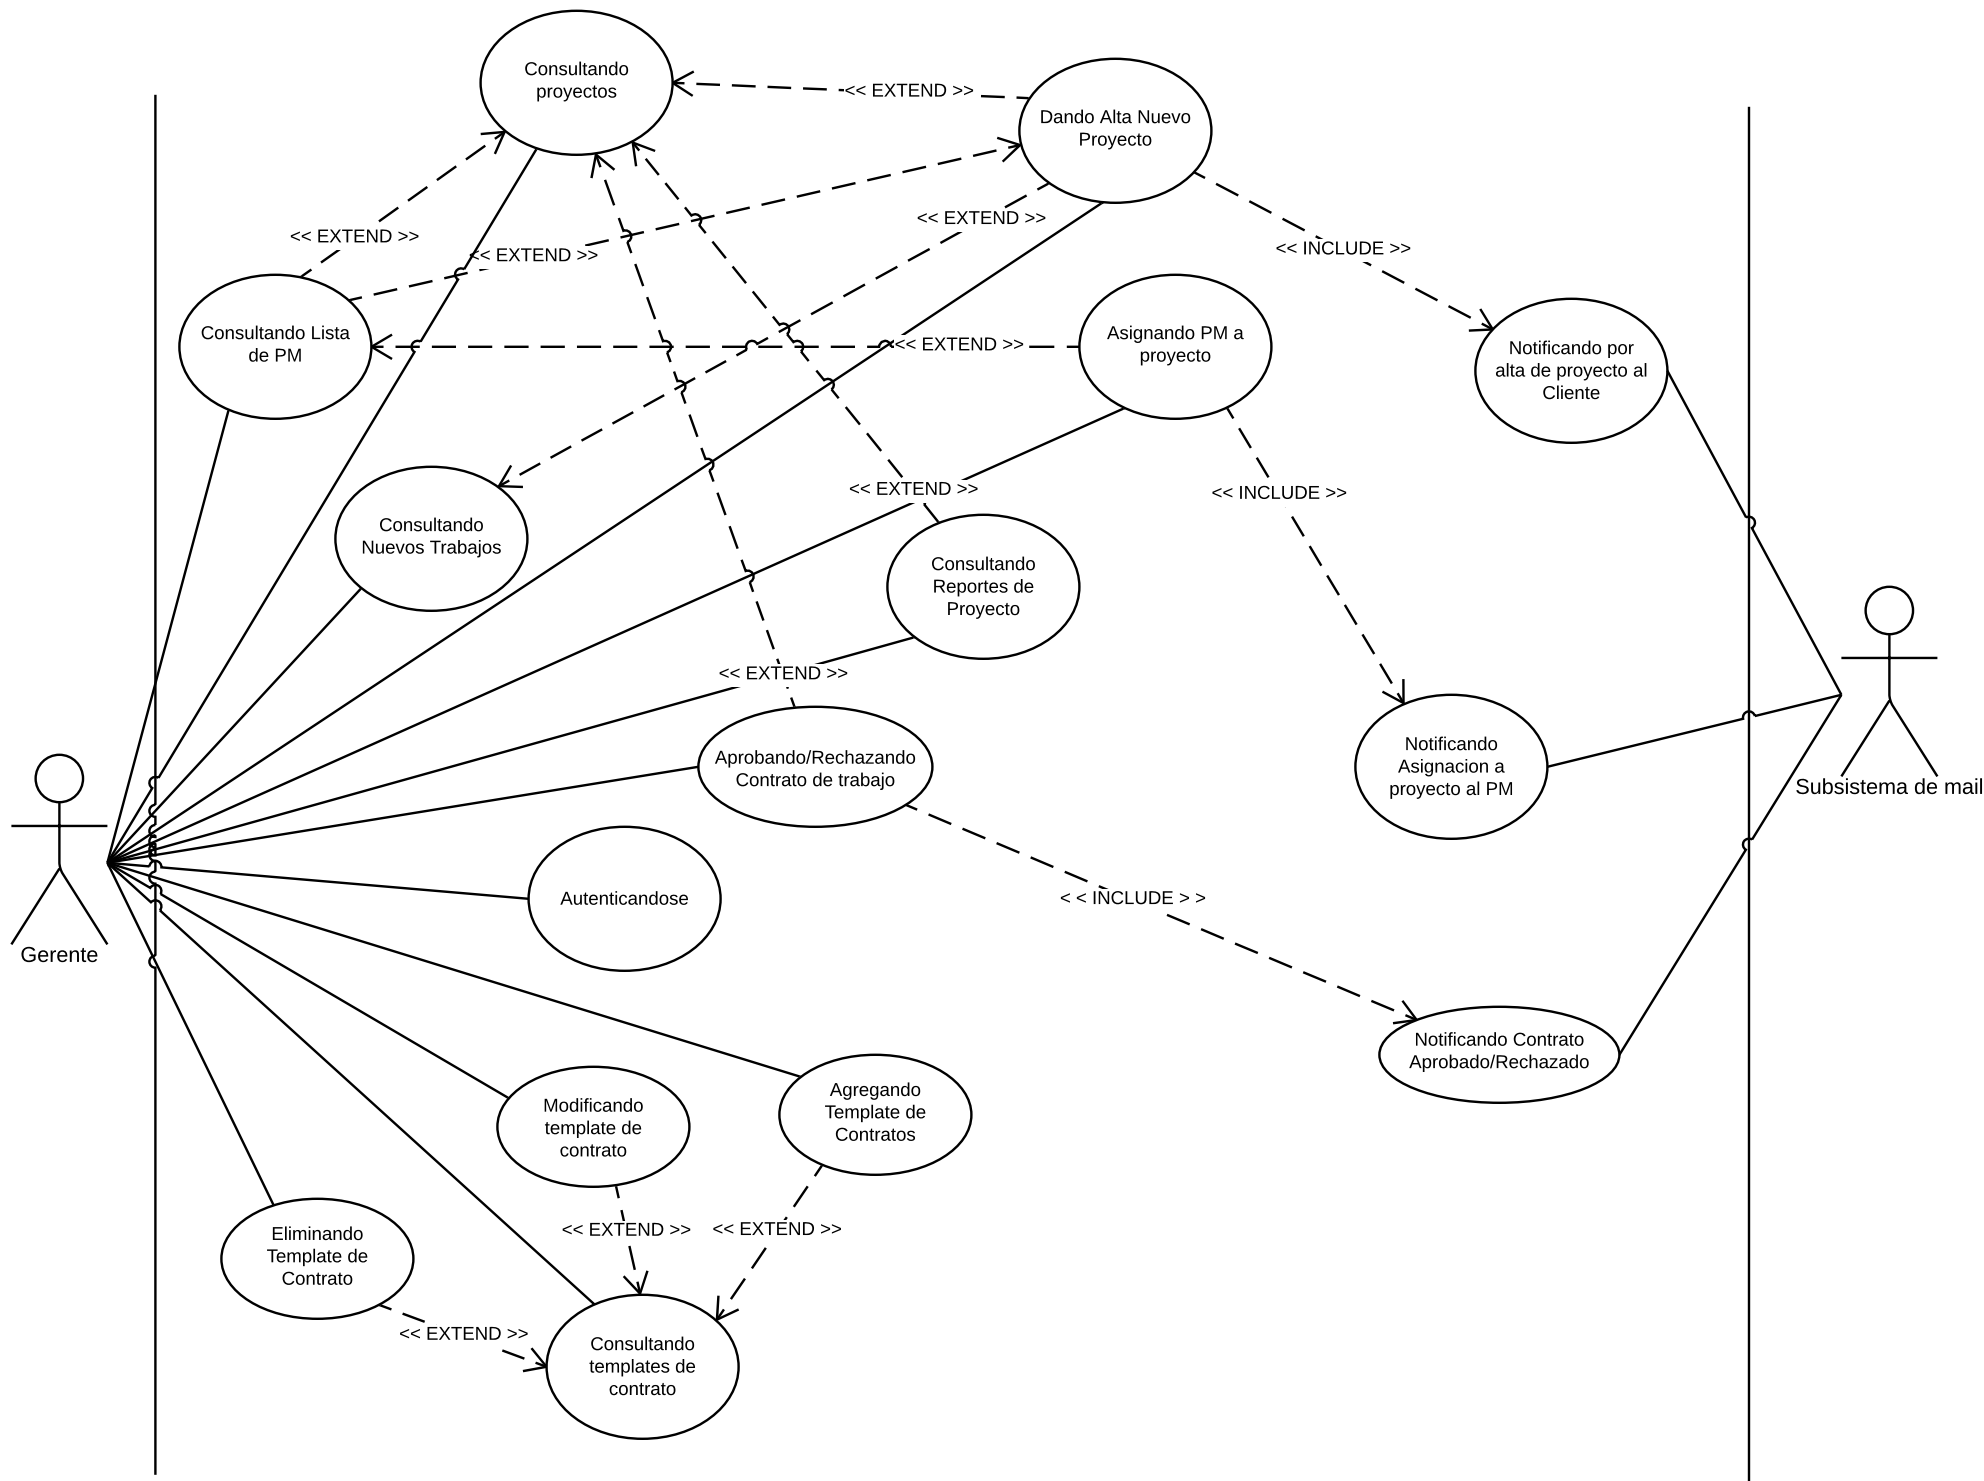 Consultando
proyectos
<< EXTEND >>
Dando Alta Nuevo
Proyecto
<< EXTEND >>
<< EXTEND >>
<< EXTEND >>
<< INCLUDE >>
Consultando Lista
de PM
<< EXTEND >>
Asignando PM a
proyecto
Notificando por
alta de proyecto al
Cliente
<< EXTEND >>
<< INCLUDE >>
Consultando
Nuevos Trabajos
Consultando
Reportes de
Proyecto
<< EXTEND >>
Aprobando/Rechazando
Contrato de trabajo
Notificando
Asignacion a
proyecto al PM
Subsistema de mail
Autenticandose
< < INCLUDE > >
Gerente
Notificando Contrato
Aprobado/Rechazado
Modificando
template de
contrato
Agregando
Template de
Contratos
<< EXTEND >>
<< EXTEND >>
Eliminando
Template de
Contrato
<< EXTEND >>
Consultando
templates de
contrato